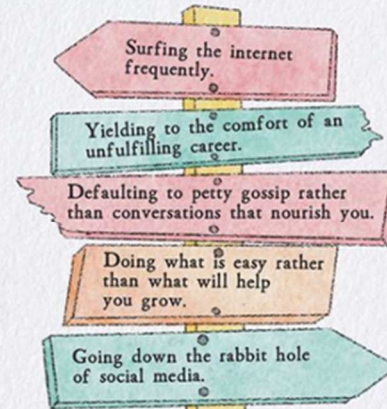 Surfing the internet
frequently.
Yielding to the comfort of an
unfulfilling career.
Defaulting to petty gossip rather
than conversations that nourish you.
Doing what is easy rather
than what will help
you grow.
Going down the rabbit hole
of social media.